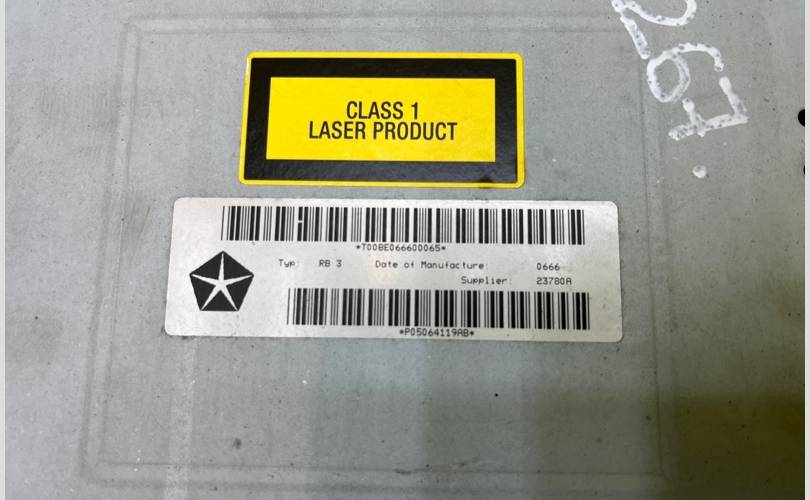 CLASS 1
LASER PRODUCT
*T00BE066600065*
Typ: RB 3 Date of Manufacture: 0666
Supplier: 23780A
*P05064119AB*